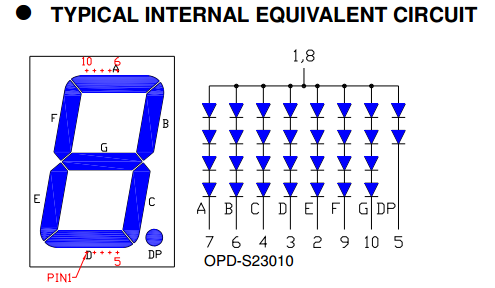 ● TYPICAL INTERNAL EQUIVALENT CIRCUIT
10 6
A
F
B
G
E
C
D
5
DP
PIN1
1,8
A B C D E F G DP
7 6 4 3 2 9 10 5
OPD-S23010